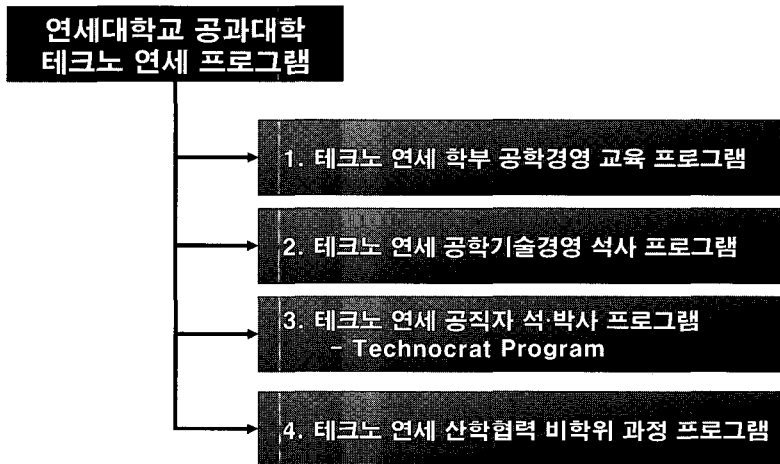 연세대학교 공과대학
테크노 연세 프로그램
1. 테크노 연세 학부 공학경영 교육 프로그램
2. 테크노 연세 공학기술경영 석사 프로그램
3. 테크노 연세 공직자 석·박사 프로그램
- Technocrat Program
4. 테크노 연세 산학협력 비학위 과정 프로그램